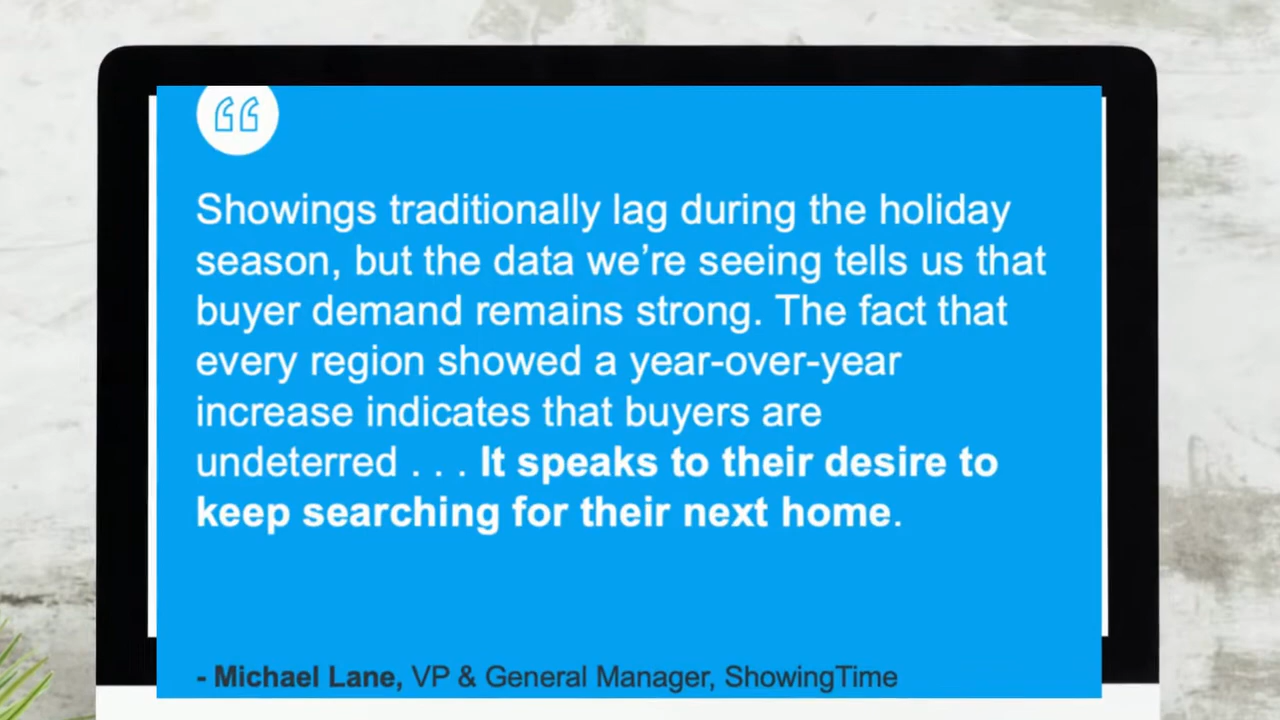 “
Showings traditionally lag during the holiday
season, but the data we’re seeing tells us that
buyer demand remains strong. The fact that
every region showed a year-over-year
increase indicates that buyers are
undeterred . . . It speaks to their desire to
keep searching for their next home.
- Michael Lane, VP & General Manager, ShowingTime